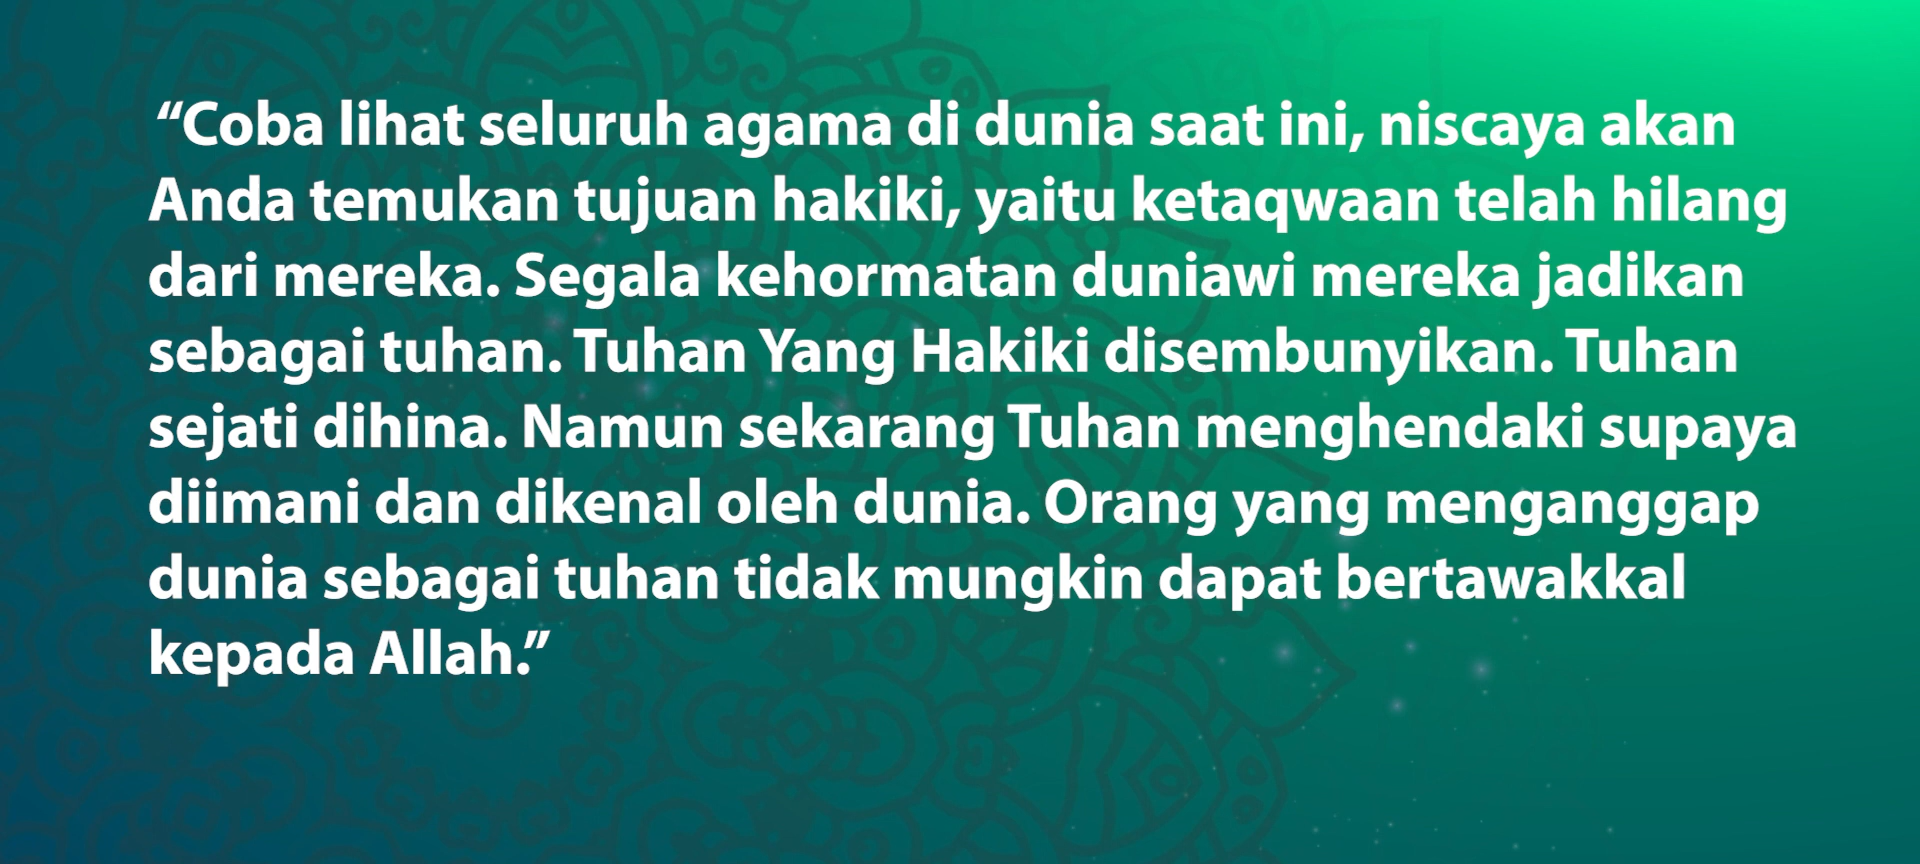 “Coba lihat seluruh agama di dunia saat ini, niscaya akan
Anda temukan tujuan hakiki, yaitu ketaqwaan telah hilang
dari mereka. Segala kehormatan duniawi mereka jadikan
sebagai tuhan. Tuhan Yang Hakiki disembunyikan. Tuhan
sejati dihina. Namun sekarang Tuhan menghendaki supaya
diimani dan dikenal oleh dunia. Orang yang menganggap
dunia sebagai tuhan tidak mungkin dapat bertawakkal
kepada Allah.”